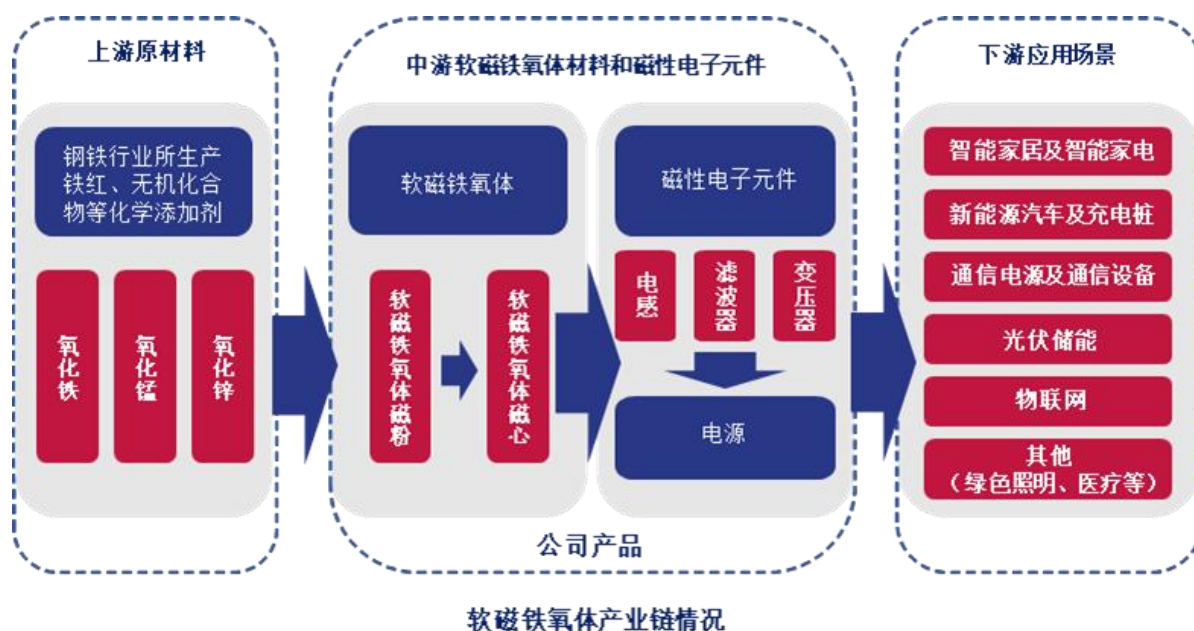 上游原材料
钢铁行业所生产
铁红、无机化合
物等化学添加剂
氧化铁
氧化锰
氧化锌
中游软磁铁氧体材料和磁性电子元件
软磁铁氧体
软磁铁氧体磁粉
软磁铁氧体磁心
磁性电子元件
电感
滤波器
变压器
电源
公司产品
下游应用场景
智能家居及智能家电
新能源汽车及充电桩
通信电源及通信设备
光伏储能
物联网
其他
（绿色照明、医疗等）
软磁铁氧体产业链情况